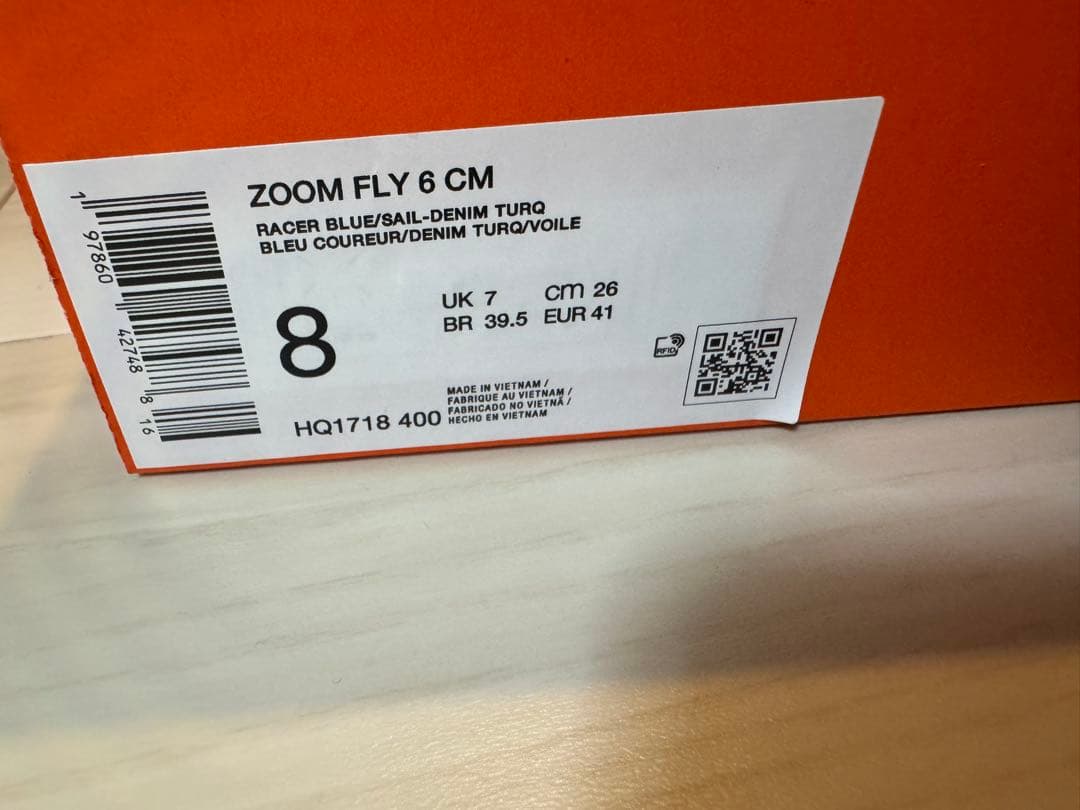 ZOOM FLY 6 CM
RACER BLUE/SAIL-DENIM TURQ
BLEU COUREUR/DENIM TURQ/VOILE
8
UK 7 cm 26
BR 39.5 EUR 41
RFID
HQ1718 400
MADE IN VIETNAM /
FABRIQUE AU VIETNAM /
FABRICADO NO VIETNÃ /
HECHO EN VIETNAM
1 97860 42748 8 16